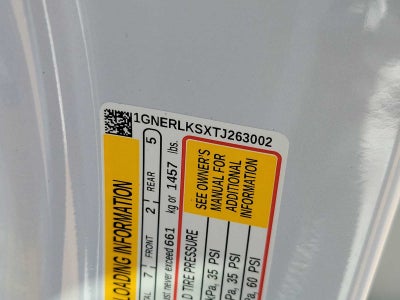 1GNERLKSXTJ263002
LOADING INFORMATION
7 FRONT 2 REAR 5
never exceed 661 kg or 1457 lbs.
TIRE PRESSURE
SEE OWNER'S
MANUAL FOR
ADDITIONAL
INFORMATION
kPa, 35 PSI
kPa, 35 PSI
kPa, 60 PSI